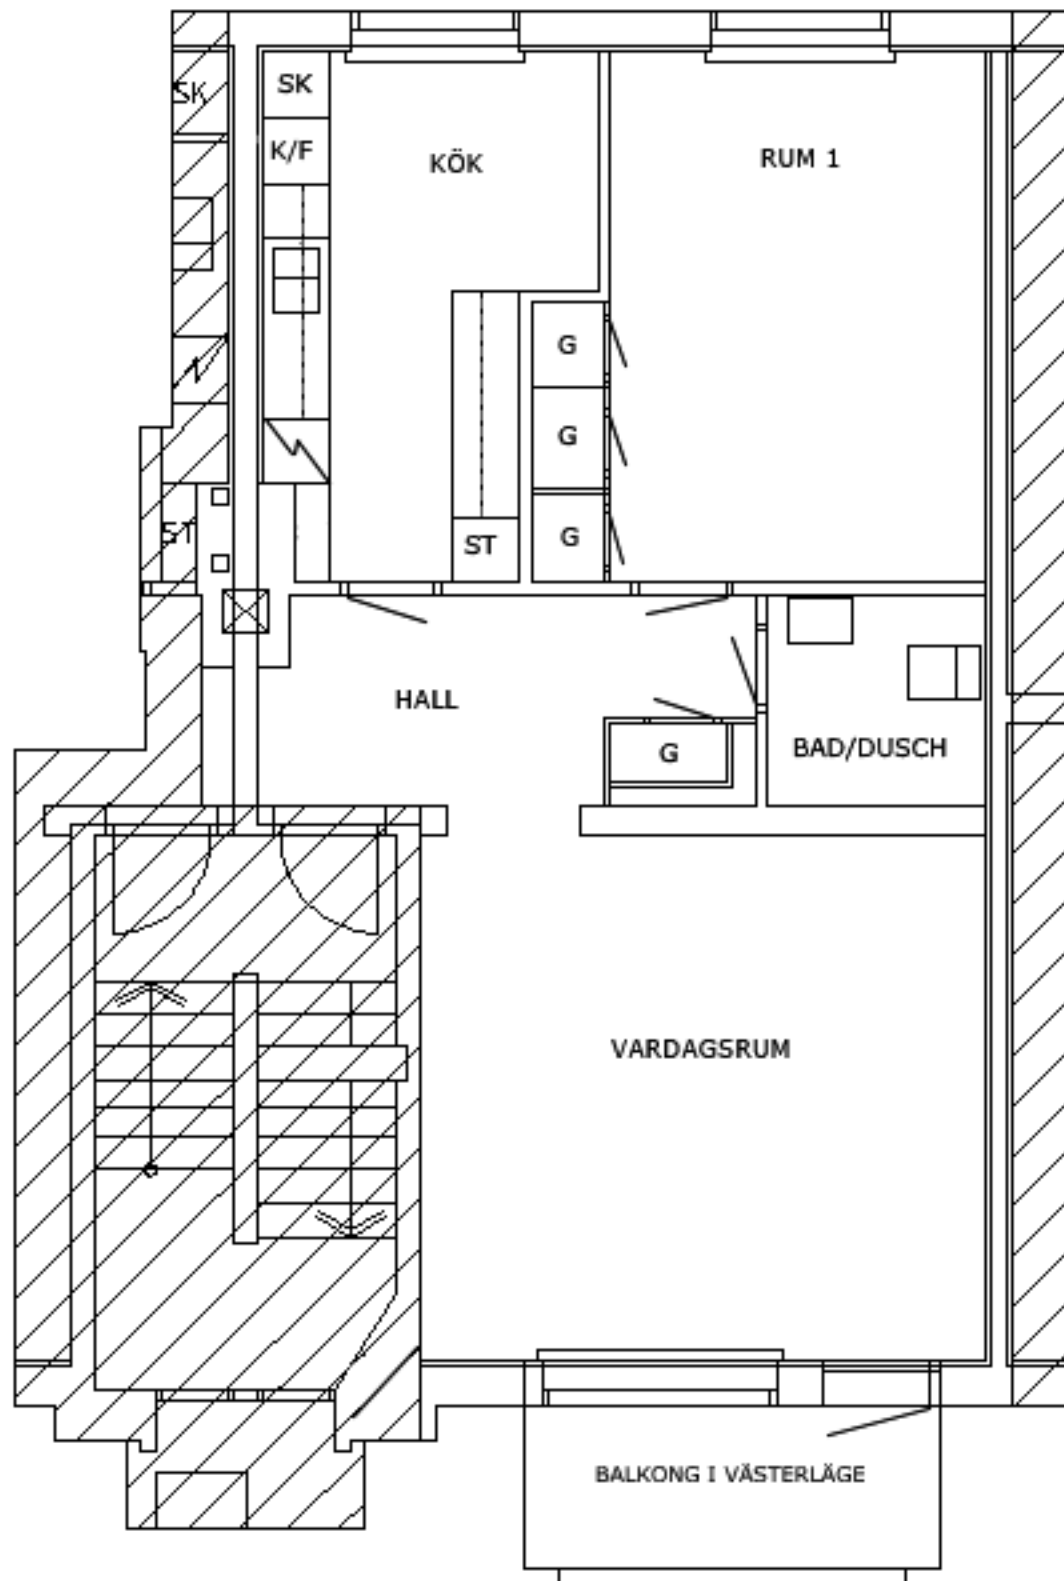 SK
SK
K/F
KÖK
RUM 1
G
G
G
ST
ST
HALL
G
BAD/DUSCH
VARDAGSRUM
BALKONG I VÄSTERLÄGE